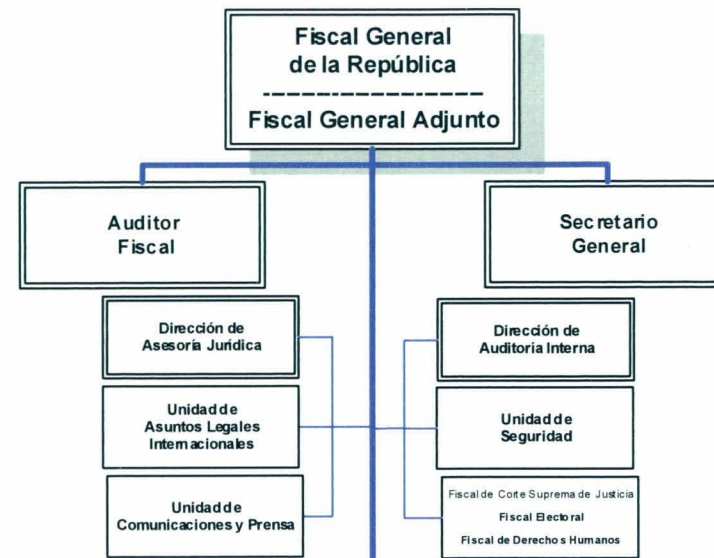 Fiscal General
de la República
Fiscal General Adjunto
Auditor
Fiscal
Secretario
General
Dirección de
Asesoría Jurídica
Dirección de
Auditoría Interna
Unidad de
Asuntos Legales
Internacionales
Unidad de
Seguridad
Unidad de
Comunicaciones y Prensa
Fiscal de Corte Suprema de Justicia
Fiscal Electoral
Fiscal de Derechos Humanos